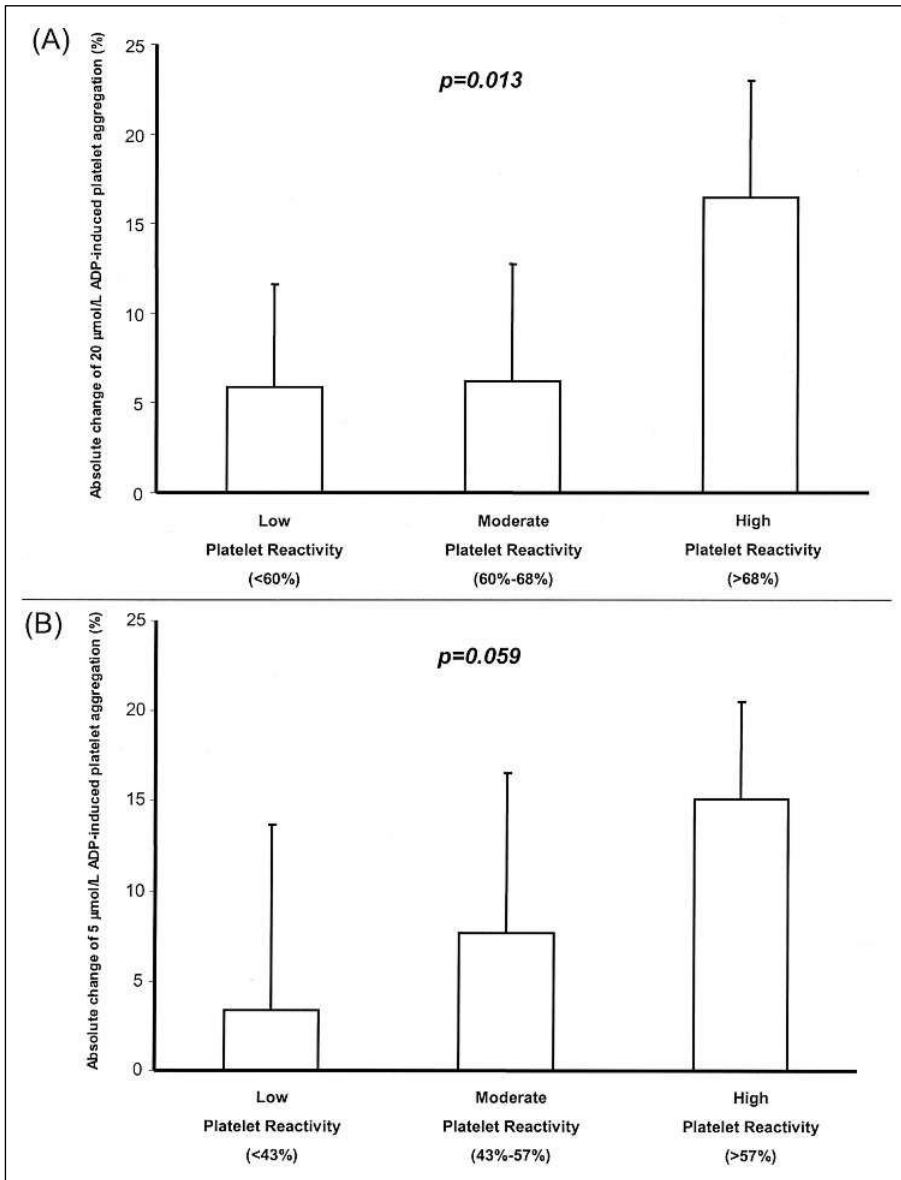 (A)
Absolute change of 20 µmol/L ADP-induced platelet aggregation (%)
25
20
15
10
5
0
p=0.013
Low
Platelet Reactivity
(<60%)
Moderate
Platelet Reactivity
(60%-68%)
High
Platelet Reactivity
(>68%)
(B)
Absolute change of 5 µmol/L ADP-induced platelet aggregation (%)
25
20
15
10
5
0
p=0.059
Low
Platelet Reactivity
(<43%)
Moderate
Platelet Reactivity
(43%-57%)
High
Platelet Reactivity
(>57%)